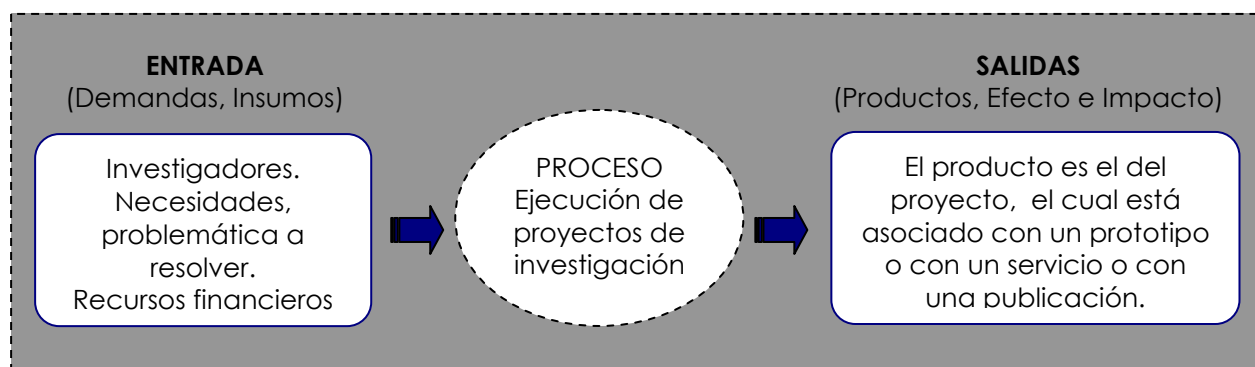 ENTRADA
(Demandas, Insumos)
Investigadores.
Necesidades,
problemática a
resolver.
Recursos financieros
PROCESO
Ejecución de
proyectos de
investigación
SALIDAS
(Productos, Efecto e Impacto)
El producto es el del
proyecto, el cual está
asociado con un prototipo
o con un servicio o con
una publicación.